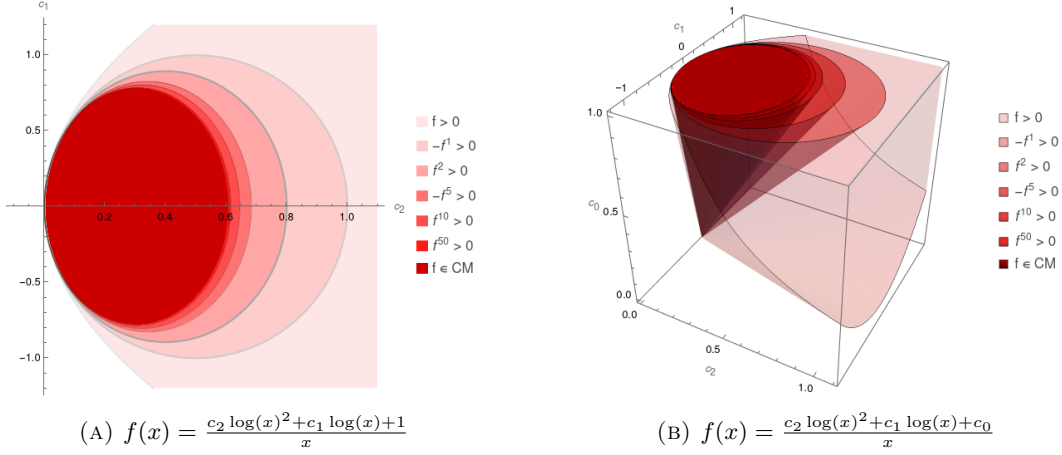 c₁
1.0
0.5
0.2 0.4 0.6 0.8 1.0 c₂
-0.5
-1.0
f > 0
-f¹ > 0
f² > 0
-f⁵ > 0
f¹⁰ > 0
f⁵⁰ > 0
f ∈ CM
(A) f(x) = (c₂ log(x)² + c₁ log(x) + 1) / x
1
c₁
0
-1
1.0
c₀
0.5
0.0
0.0
0.5
c₂
1.0
f > 0
-f¹ > 0
f² > 0
-f⁵ > 0
f¹⁰ > 0
f⁵⁰ > 0
f ∈ CM
(B) f(x) = (c₂ log(x)² + c₁ log(x) + c₀) / x